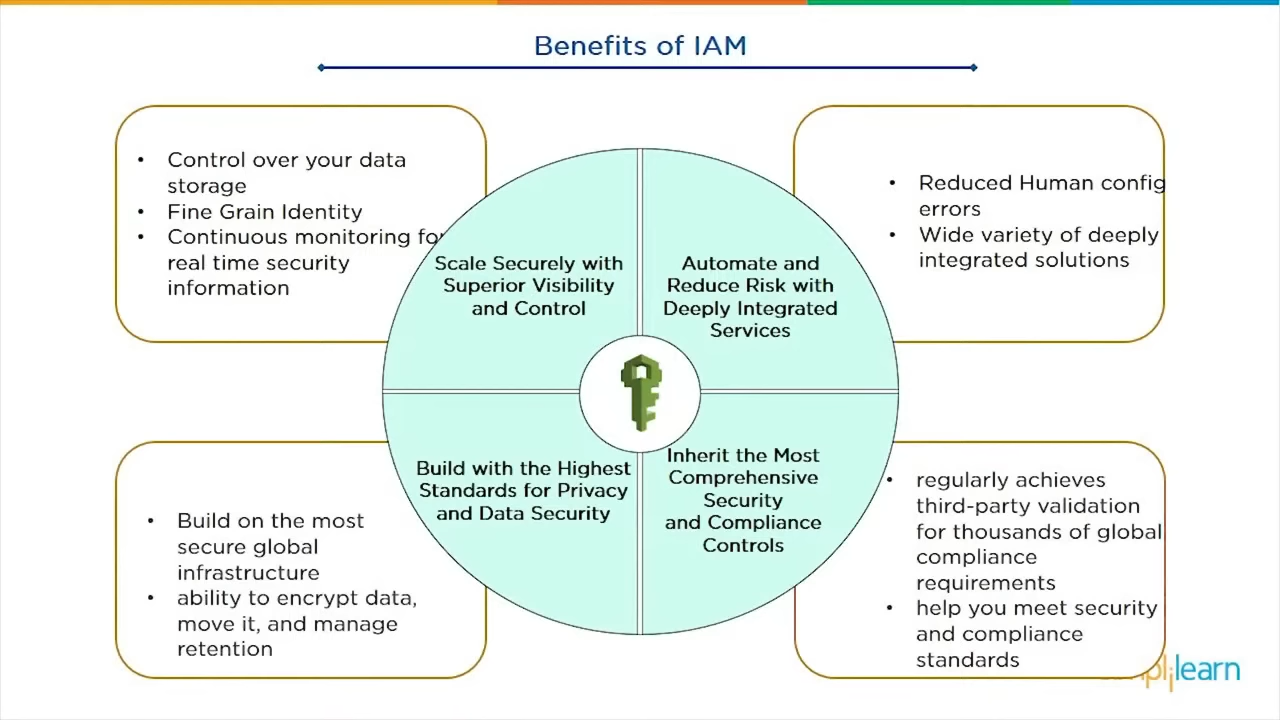 Benefits of IAM
• Control over your data
storage
• Fine Grain Identity
• Continuous monitoring for
real time security
information
Scale Securely with
Superior Visibility
and Control
Automate and
Reduce Risk with
Deeply Integrated
Services
• Reduced Human config
errors
• Wide variety of deeply
integrated solutions
• Build on the most
secure global
infrastructure
• ability to encrypt data,
move it, and manage
retention
Build with the Highest
Standards for Privacy
and Data Security
Inherit the Most
Comprehensive
Security
and Compliance
Controls
• regularly achieves
third-party validation
for thousands of global
compliance
requirements
• help you meet security
and compliance
standards